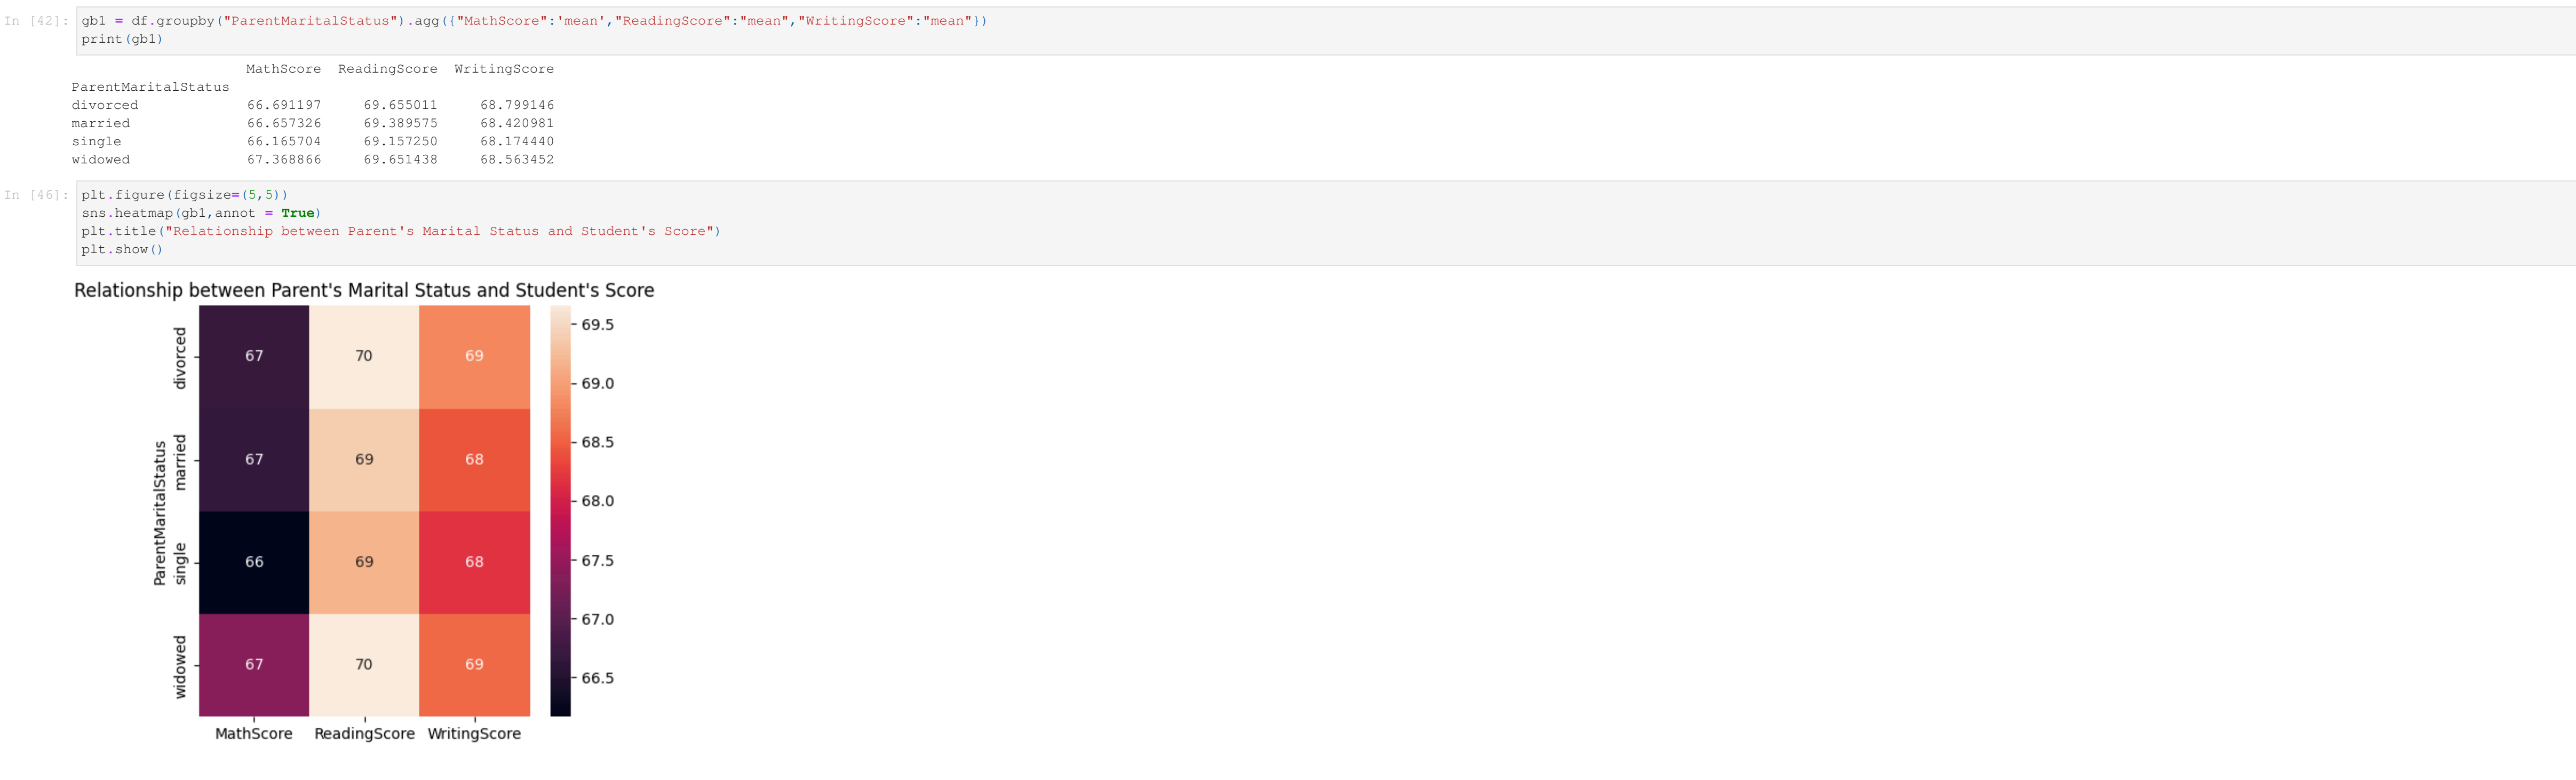 In [42]: gb1 = df.groupby("ParentMaritalStatus").agg({"MathScore":'mean',"ReadingScore":"mean","WritingScore":"mean"})
print(gb1)
MathScore ReadingScore WritingScore
ParentMaritalStatus
divorced 66.691197 69.655011 68.799146
married 66.657326 69.389575 68.420981
single 66.165704 69.157250 68.174440
widowed 67.368866 69.651438 68.563452
In [46]: plt.figure(figsize=(5,5))
sns.heatmap(gb1,annot = True)
plt.title("Relationship between Parent's Marital Status and Student's Score")
plt.show()
Relationship between Parent's Marital Status and Student's Score
ParentMaritalStatus
divorced 67 70 69
married 67 69 68
single 66 69 68
widowed 67 70 69
MathScore ReadingScore WritingScore
69.5
69.0
68.5
68.0
67.5
67.0
66.5